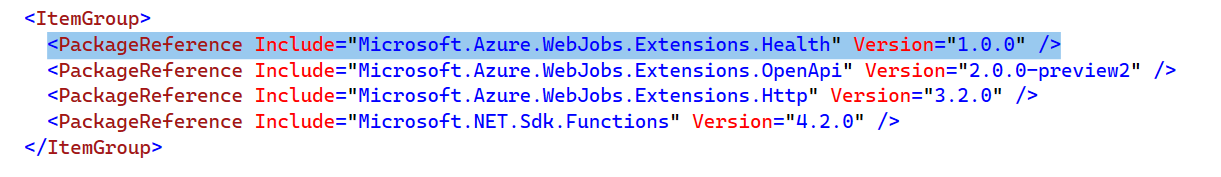 <ItemGroup>
<PackageReference Include="Microsoft.Azure.WebJobs.Extensions.Health" Version="1.0.0" />
<PackageReference Include="Microsoft.Azure.WebJobs.Extensions.OpenApi" Version="2.0.0-preview2" />
<PackageReference Include="Microsoft.Azure.WebJobs.Extensions.Http" Version="3.2.0" />
<PackageReference Include="Microsoft.NET.Sdk.Functions" Version="4.2.0" />
</ItemGroup>